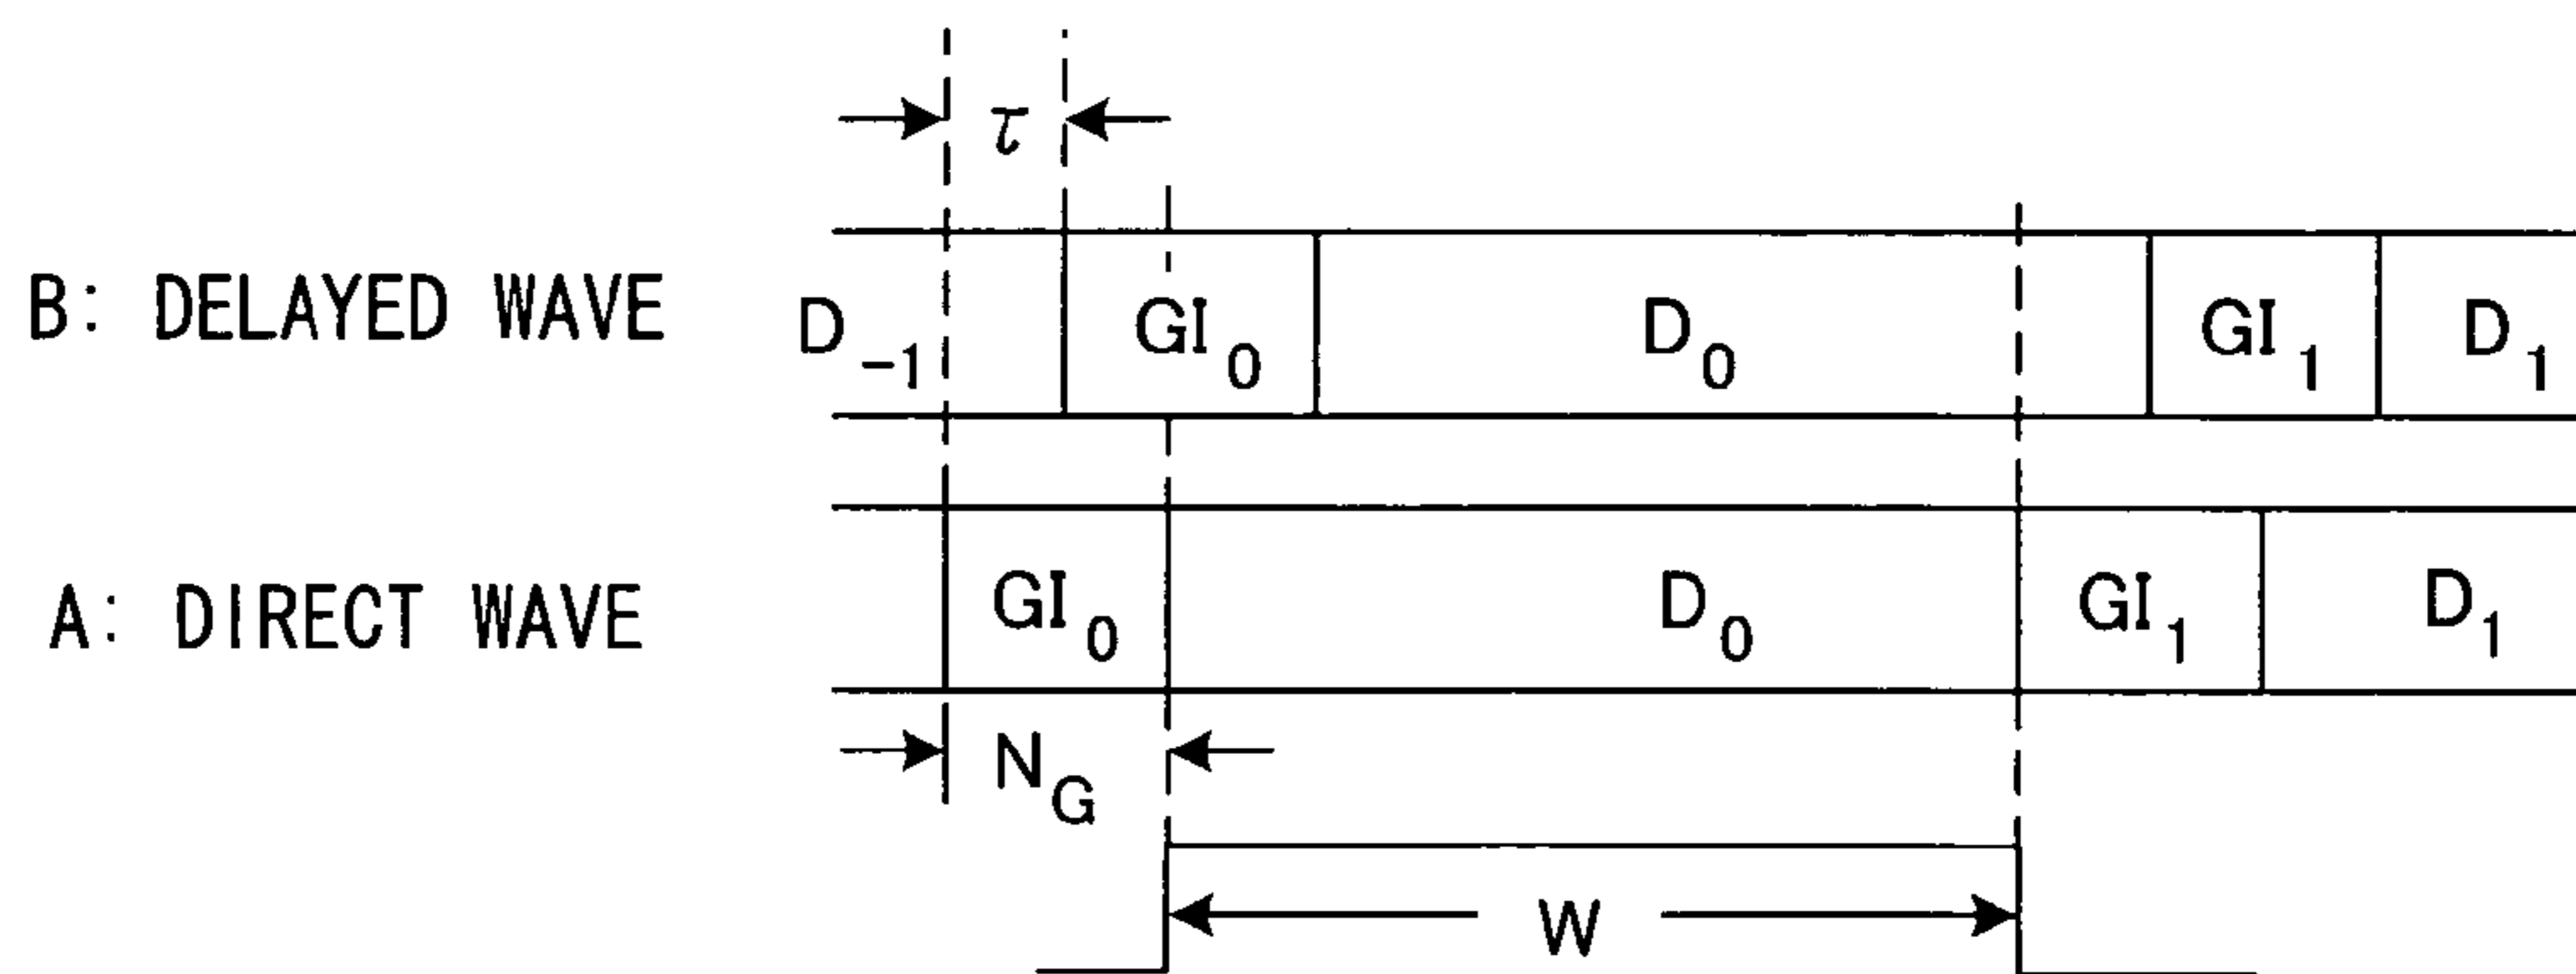 τ
B: DELAYED WAVE D₋₁ GI₀ D₀ GI₁ D₁
A: DIRECT WAVE GI₀ D₀ GI₁ D₁
N_G
W